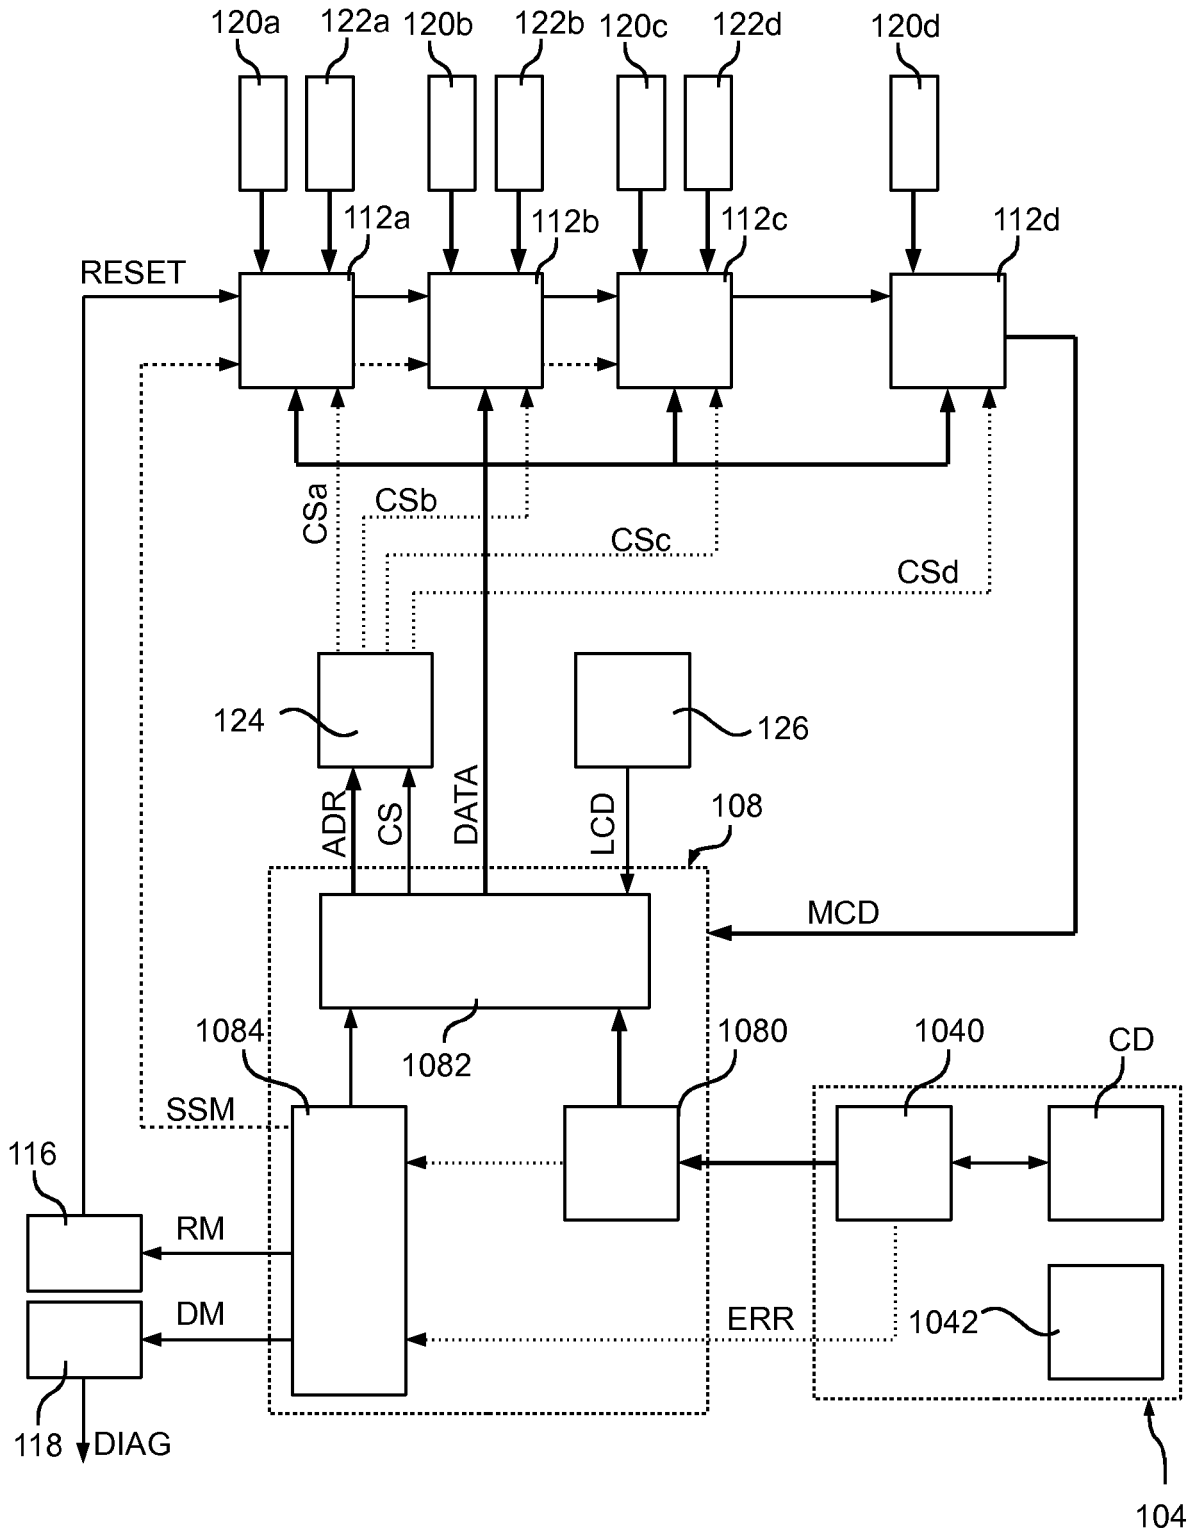 120a 122a 120b 122b 120c 122d 120d
112a 112b 112c 112d
RESET
CSa CSb
CSc
CSd
124 126
ADR CS DATA LCD 108
MCD
1084 1082 1080 1040 CD
SSM
116
RM
DM ERR 1042
118 DIAG
104